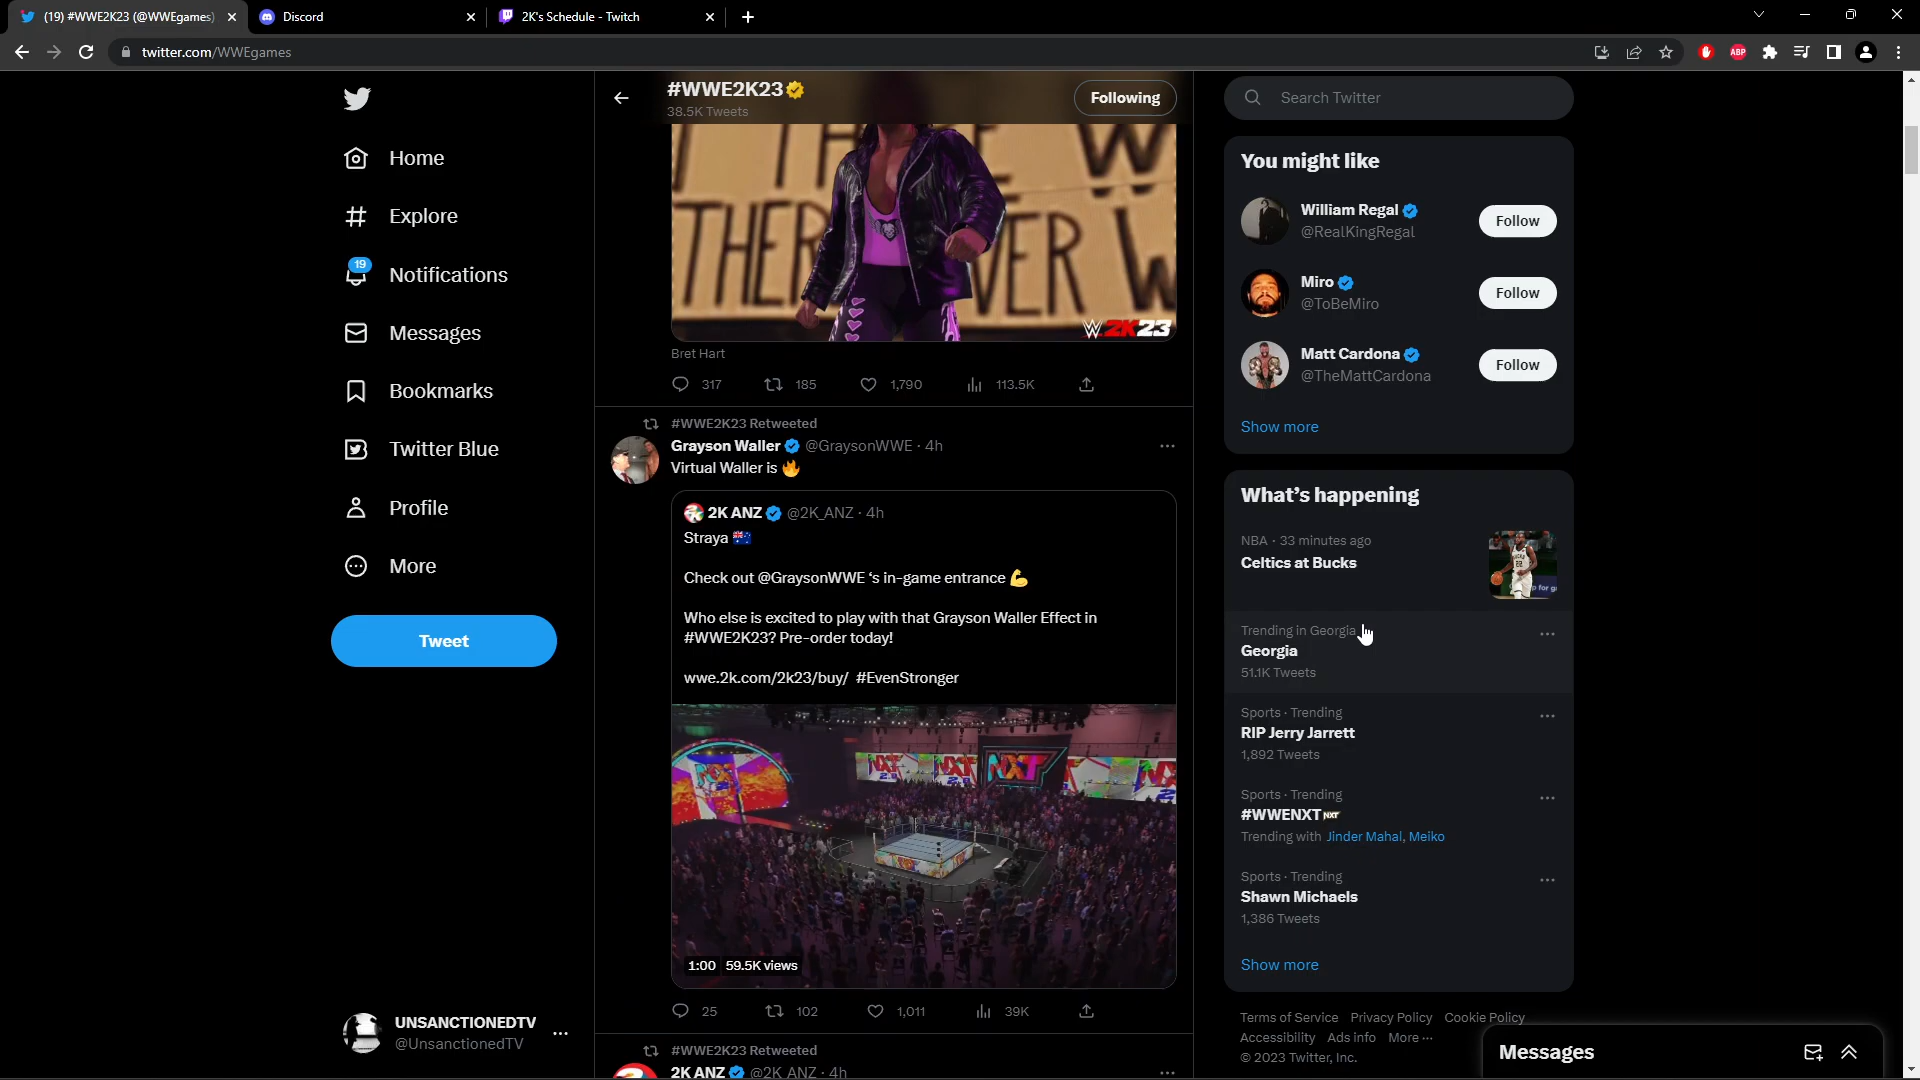 (19) #WWE2K23 (@WWEgames)
Discord
2K's Schedule - Twitch
twitter.com/WWEgames
ABP
Home
Explore
19
Notifications
Messages
Bookmarks
Twitter Blue
Profile
More
Tweet
UNSANCTIONEDTV
@UnsanctionedTV
#WWE2K23
38.5K Tweets
Following
W 2K23
Bret Hart
317 185 1,790 113.5K
#WWE2K23 Retweeted
Grayson Waller @GraysonWWE · 4h
Virtual Waller is 🔥
2K ANZ @2K_ANZ · 4h
Straya 🇦🇺
Check out @GraysonWWE ‘s in-game entrance 💪
Who else is excited to play with that Grayson Waller Effect in
#WWE2K23? Pre-order today!
wwe.2k.com/2k23/buy/ #EvenStronger
NXT
1:00 59.5K views
25 102 1,011 39K
#WWE2K23 Retweeted
2K ANZ @2K_ANZ · 4h
Search Twitter
You might like
William Regal
@RealKingRegal
Follow
Miro
@ToBeMiro
Follow
Matt Cardona
@TheMattCardona
Follow
Show more
What’s happening
NBA · 33 minutes ago
Celtics at Bucks
Trending in Georgia
Georgia
51.1K Tweets
Sports · Trending
RIP Jerry Jarrett
1,892 Tweets
Sports · Trending
#WWENXT NXT
Trending with Jinder Mahal, Meiko
Sports · Trending
Shawn Michaels
1,386 Tweets
Show more
Terms of Service Privacy Policy Cookie Policy
Accessibility Ads info More ···
© 2023 Twitter, Inc.
Messages